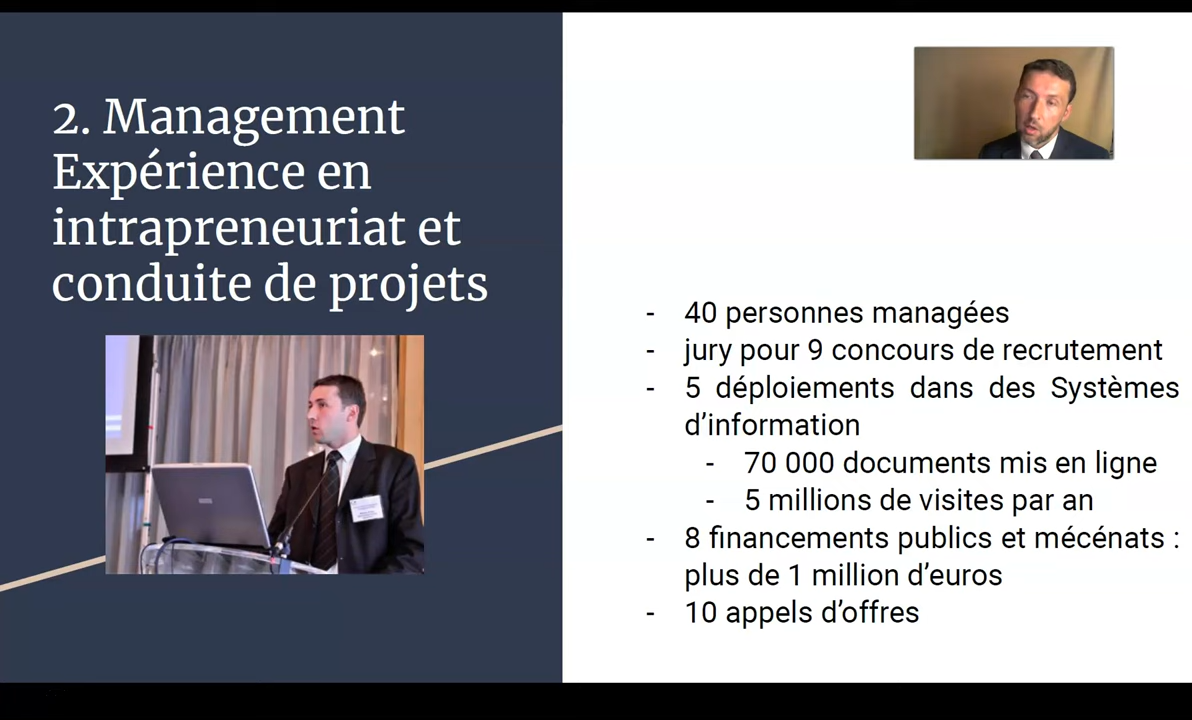 2. Management
Expérience en
intrapreneuriat et
conduite de projets
- 40 personnes managées
- jury pour 9 concours de recrutement
- 5 déploiements dans des Systèmes
d’information
- 70 000 documents mis en ligne
- 5 millions de visites par an
- 8 financements publics et mécénats :
plus de 1 million d’euros
- 10 appels d’offres